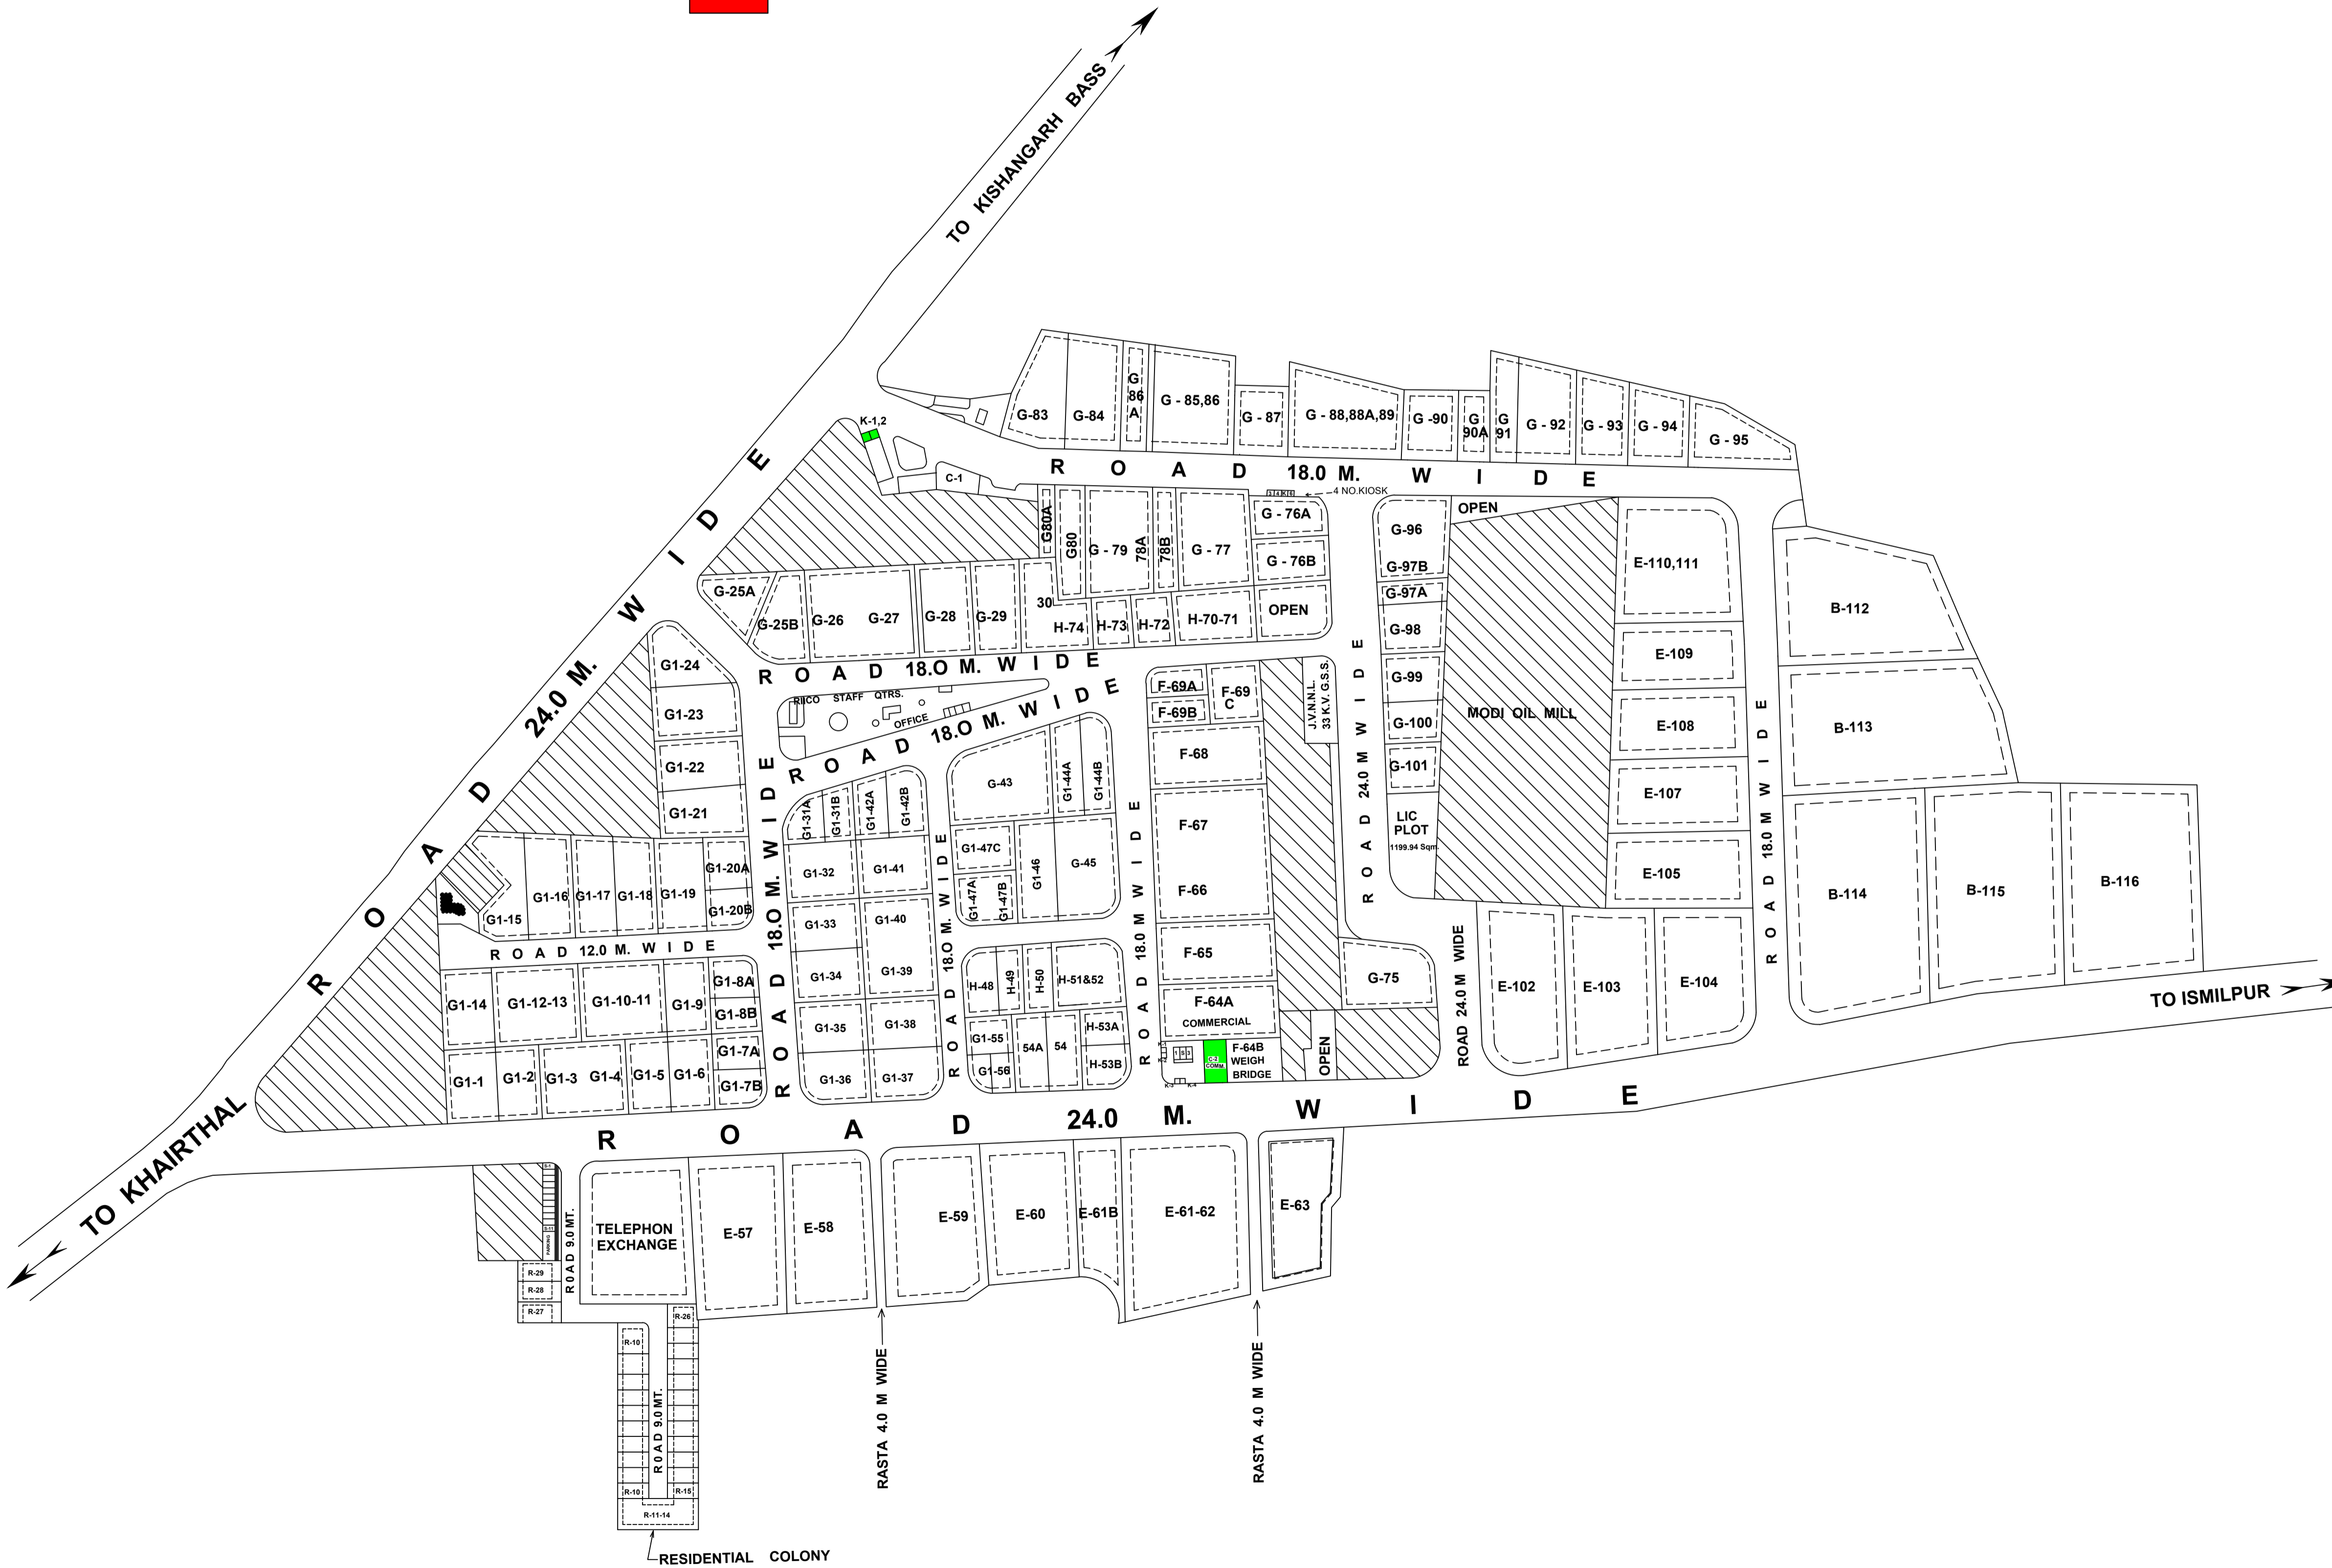 TO KISHANGARH BASS
ROAD 24.0 M. WIDE
TO KHAIRTHAL
K-1,2
C-1
G-83
G-84
G
86
A
G - 85,86
G - 87
G - 88,88A,89
G -90
G
90A
G
91
G - 92
G - 93
G - 94
G - 95
ROAD 18.0 M. WIDE
4 NO.KIOSK
G80A
G80
G - 79
78A
78B
G - 77
G - 76A
G - 76B
OPEN
G-96
G-97B
G-97A
G-98
G-99
G-100
G-101
LIC
PLOT
1199.94 Sqm.
OPEN
MODI OIL MILL
E-110,111
E-109
E-108
E-107
E-105
ROAD 18.0 M WIDE
B-112
B-113
B-114
B-115
B-116
TO ISMILPUR
G-25A
G-25B
G-26
G-27
G-28
G-29
30
H-74
H-73
H-72
H-70-71
ROAD 18.0 M. WIDE
RIICO STAFF QTRS.
OFFICE
ROAD 18.0 M. WIDE
G1-24
G1-23
G1-22
G1-21
G1-15
G1-16
G1-17
G1-18
G1-19
G1-20A
G1-20B
ROAD 12.0 M. WIDE
G1-14
G1-12-13
G1-10-11
G1-9
G1-8A
G1-8B
G1-7A
G1-7B
G1-1
G1-2
G1-3
G1-4
G1-5
G1-6
ROAD 18.0 M. WIDE
G1-31A
G1-31B
G1-42A
G1-42B
G1-32
G1-41
G1-33
G1-40
G1-34
G1-39
G1-35
G1-38
G1-36
G1-37
ROAD 18.0 M. WIDE
G-43
G1-44A
G1-44B
G1-47C
G1-47A
G1-47B
G1-46
G-45
H-48
H-49
H-50
H-51&52
G1-55
G1-56
54A
54
H-53A
H-53B
ROAD 18.0 M WIDE
F-69A
F-69B
F-69
C
F-68
F-67
F-66
F-65
F-64A
COMMERCIAL
C-2
COMM.
F-64B
WEIGH
BRIDGE
OPEN
J.V.N.N.L.
33 K.V. G.S.S.
ROAD 24.0 M WIDE
G-75
ROAD 24.0 M WIDE
E-102
E-103
E-104
ROAD 24.0 M. WIDE
PARKING
ROAD 9.0 MT.
TELEPHON
EXCHANGE
E-57
E-58
E-59
E-60
E-61B
E-61-62
E-63
R-29
R-28
R-27
R-26
R-10
ROAD 9.0 MT.
R-10
R-15
R-11-14
RESIDENTIAL COLONY
RASTA 4.0 M WIDE
RASTA 4.0 M WIDE